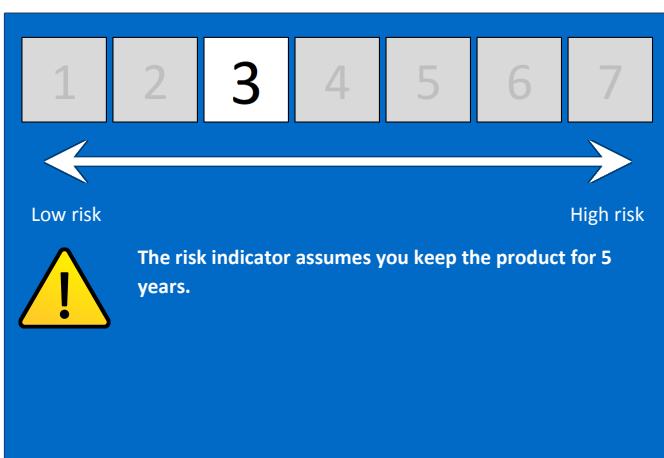 1 2 3 4 5 6 7
Low risk High risk
The risk indicator assumes you keep the product for 5
years.